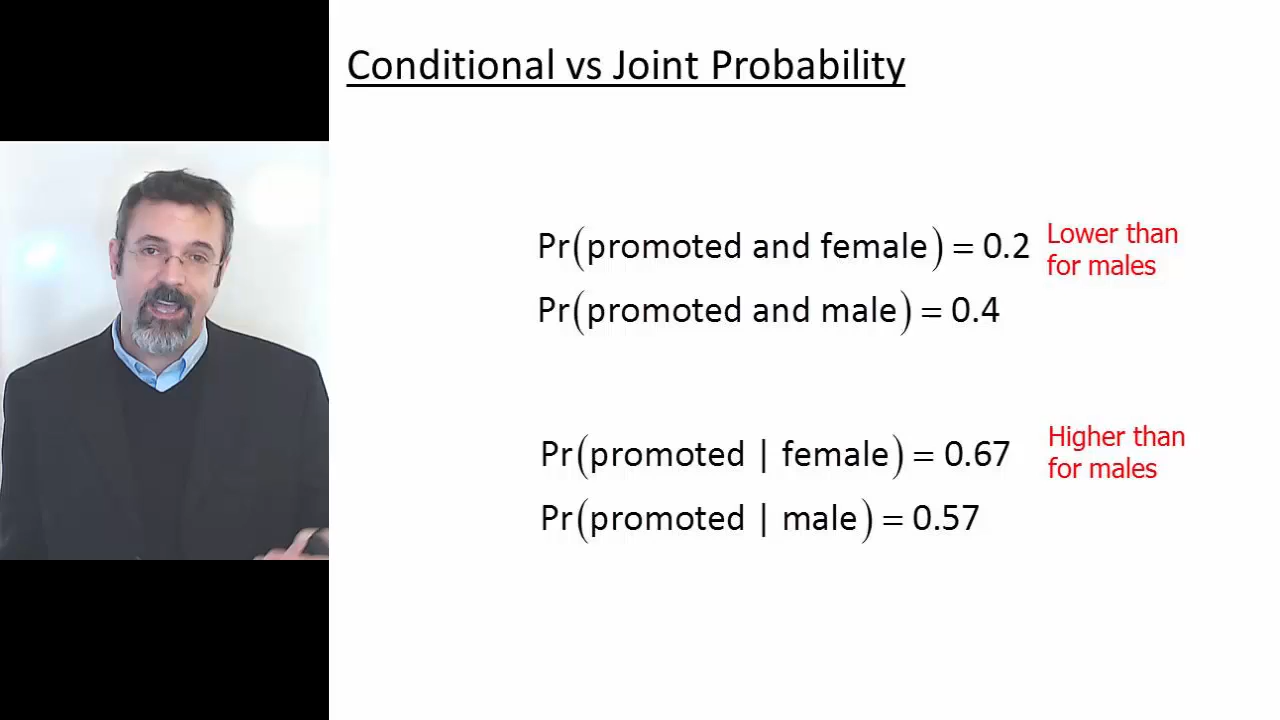 Conditional vs Joint Probability
Pr(promoted and female) = 0.2
Lower than
for males
Pr(promoted and male) = 0.4
Pr(promoted | female) = 0.67
Higher than
for males
Pr(promoted | male) = 0.57